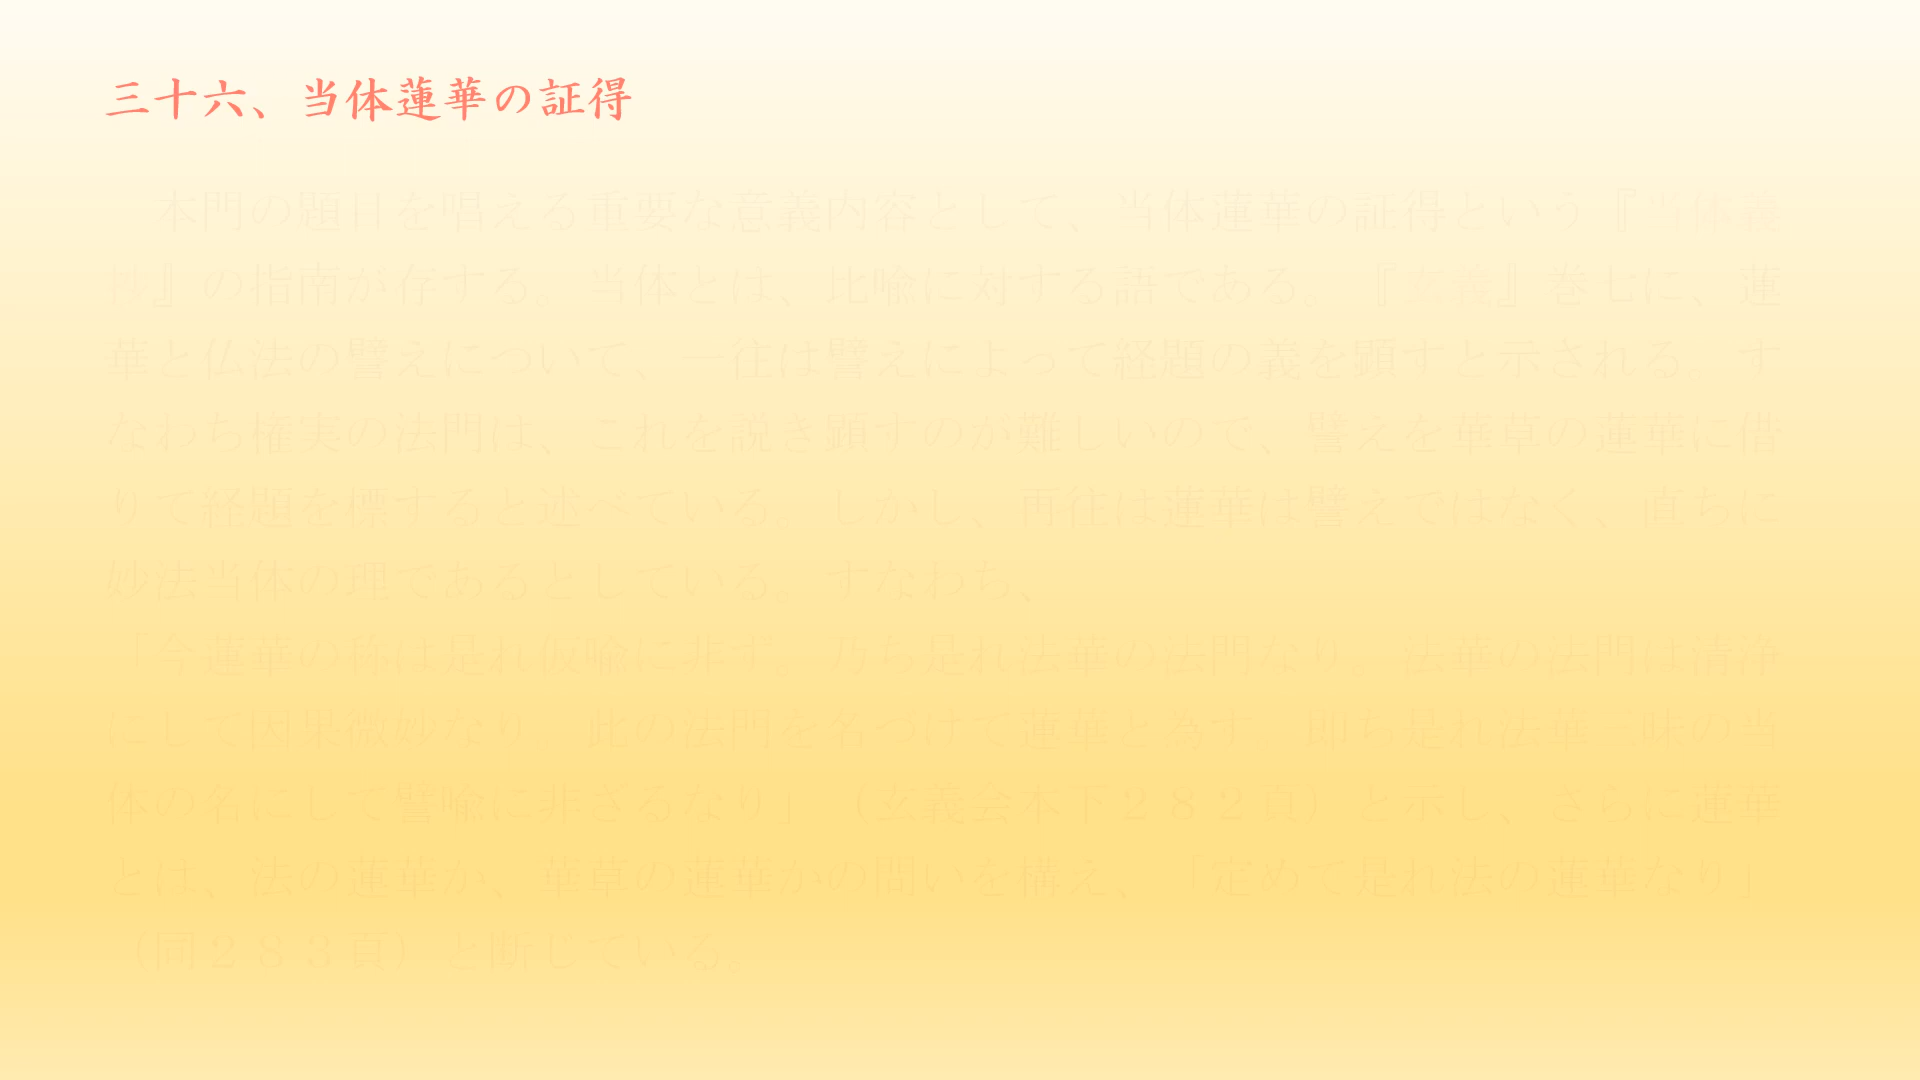 三十六、当体蓮華の証得
本門の題目を唱える重要な意義内容として、当体蓮華の証得という『当体義
抄』の指南が存する。当体とは、比喩に対する語である。『玄義』巻七に、蓮
華と仏法の譬えについて、一往は譬えによって経題の義を顕すと示される。す
なわち権実の法門は、これを説き顕すのが難しいので、譬えを華草の蓮華に借
りて経題を標すると述べている。しかし、再往は蓮華は譬えではなく、直ちに
妙法当体の理であるとしている。すなわち、
「今蓮華の称は是れ仮喩に非ず。乃ち是れ法華の法門なり。法華の法門は清浄
にして因果微妙なり　此の法門を名づけて蓮華と為す　即ち是れ法華三昧の当
体の名にして譬喩に非ざるなり」（玄義会本下２８２頁）と示し、さらに蓮華
とは、法の蓮華か、華草の蓮華かの問いを構え、「定めて是れ法の蓮華なり」
（同２８３頁）と断じている。